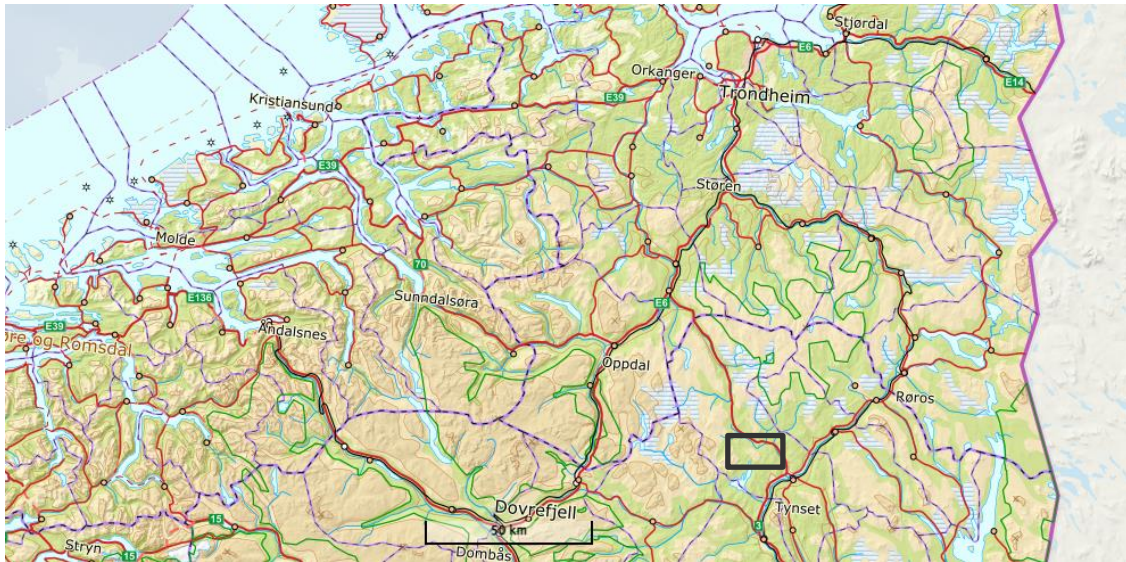 Stjørdal
E6
Orkanger
E14
Kristiansund
E39
Trondheim
E39
Støren
Molde
70
Sunndalsøra
E6
E136
E39
Åndalsnes
øre og Romsdal
Oppdal
Røros
Dovrefjell
Tynset
15
50 km
3
Stryn
15
Dombås